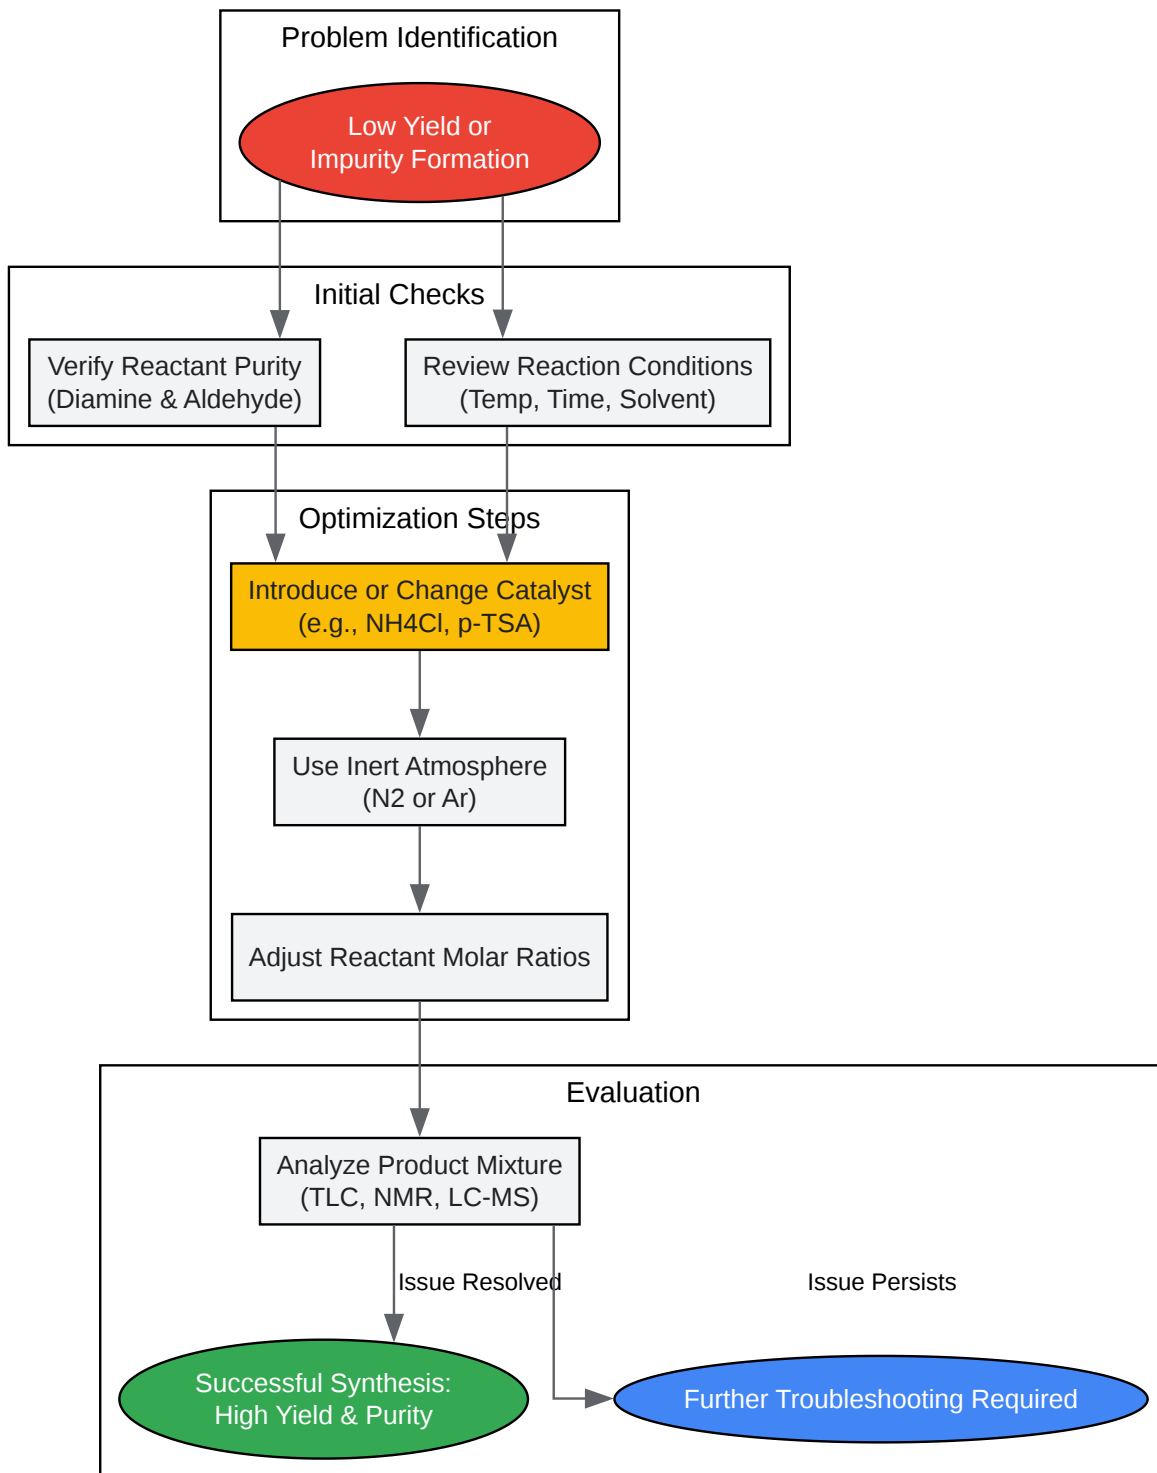 Problem Identification
Low Yield or
Impurity Formation
Initial Checks
Verify Reactant Purity
(Diamine & Aldehyde)
Review Reaction Conditions
(Temp, Time, Solvent)
Optimization Steps
Introduce or Change Catalyst
(e.g., NH4Cl, p-TSA)
Use Inert Atmosphere
(N2 or Ar)
Adjust Reactant Molar Ratios
Evaluation
Analyze Product Mixture
(TLC, NMR, LC-MS)
Issue Resolved
Issue Persists
Successful Synthesis:
High Yield & Purity
Further Troubleshooting Required